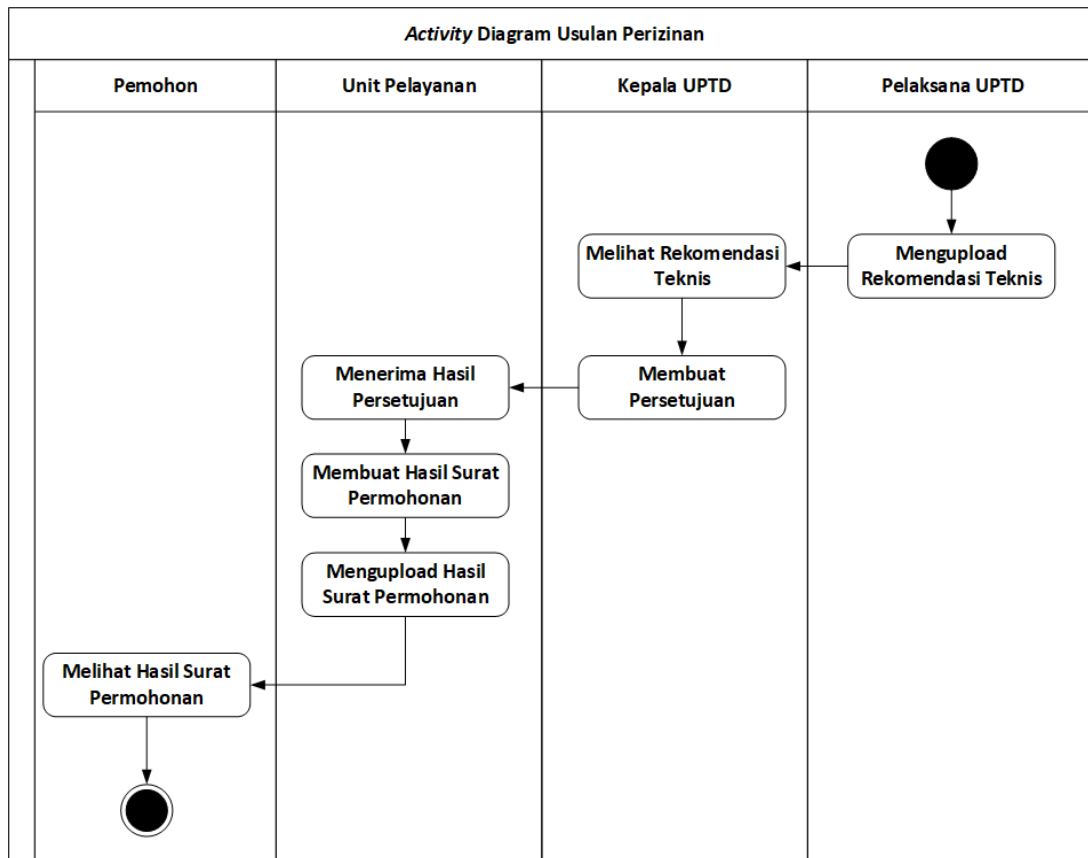 Activity Diagram Usulan Perizinan
Pemohon
Unit Pelayanan
Kepala UPTD
Pelaksana UPTD
Mengupload
Rekomendasi Teknis
Melihat Rekomendasi
Teknis
Membuat
Persetujuan
Menerima Hasil
Persetujuan
Membuat Hasil Surat
Permohonan
Mengupload Hasil
Surat Permohonan
Melihat Hasil Surat
Permohonan